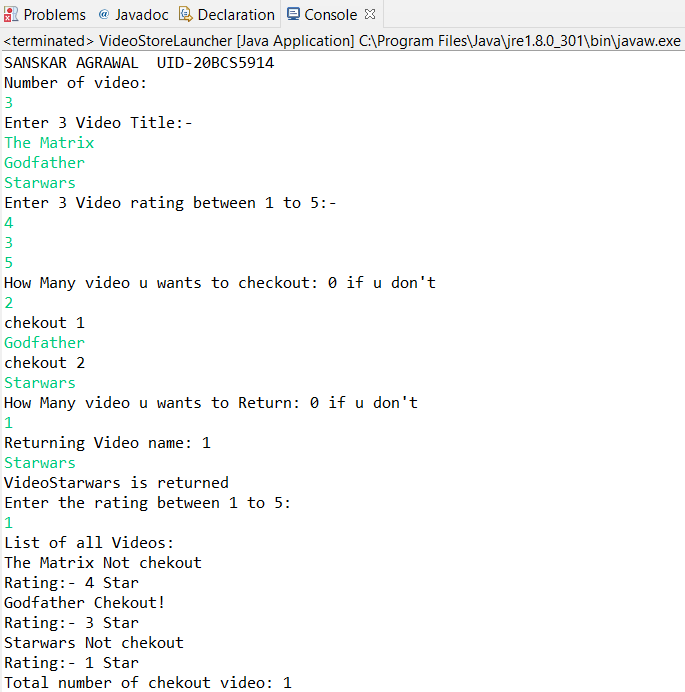 Problems @ Javadoc Declaration Console
<terminated> VideoStoreLauncher [Java Application] C:\Program Files\Java\jre1.8.0_301\bin\javaw.exe
SANSKAR AGRAWAL  UID-20BCS5914
Number of video:
3
Enter 3 Video Title:-
The Matrix
Godfather
Starwars
Enter 3 Video rating between 1 to 5:-
4
3
5
How Many video u wants to checkout: 0 if u don't
2
chekout 1
Godfather
chekout 2
Starwars
How Many video u wants to Return: 0 if u don't
1
Returning Video name: 1
Starwars
VideoStarwars is returned
Enter the rating between 1 to 5:
1
List of all Videos:
The Matrix Not chekout
Rating:- 4 Star
Godfather Chekout!
Rating:- 3 Star
Starwars Not chekout
Rating:- 1 Star
Total number of chekout video: 1